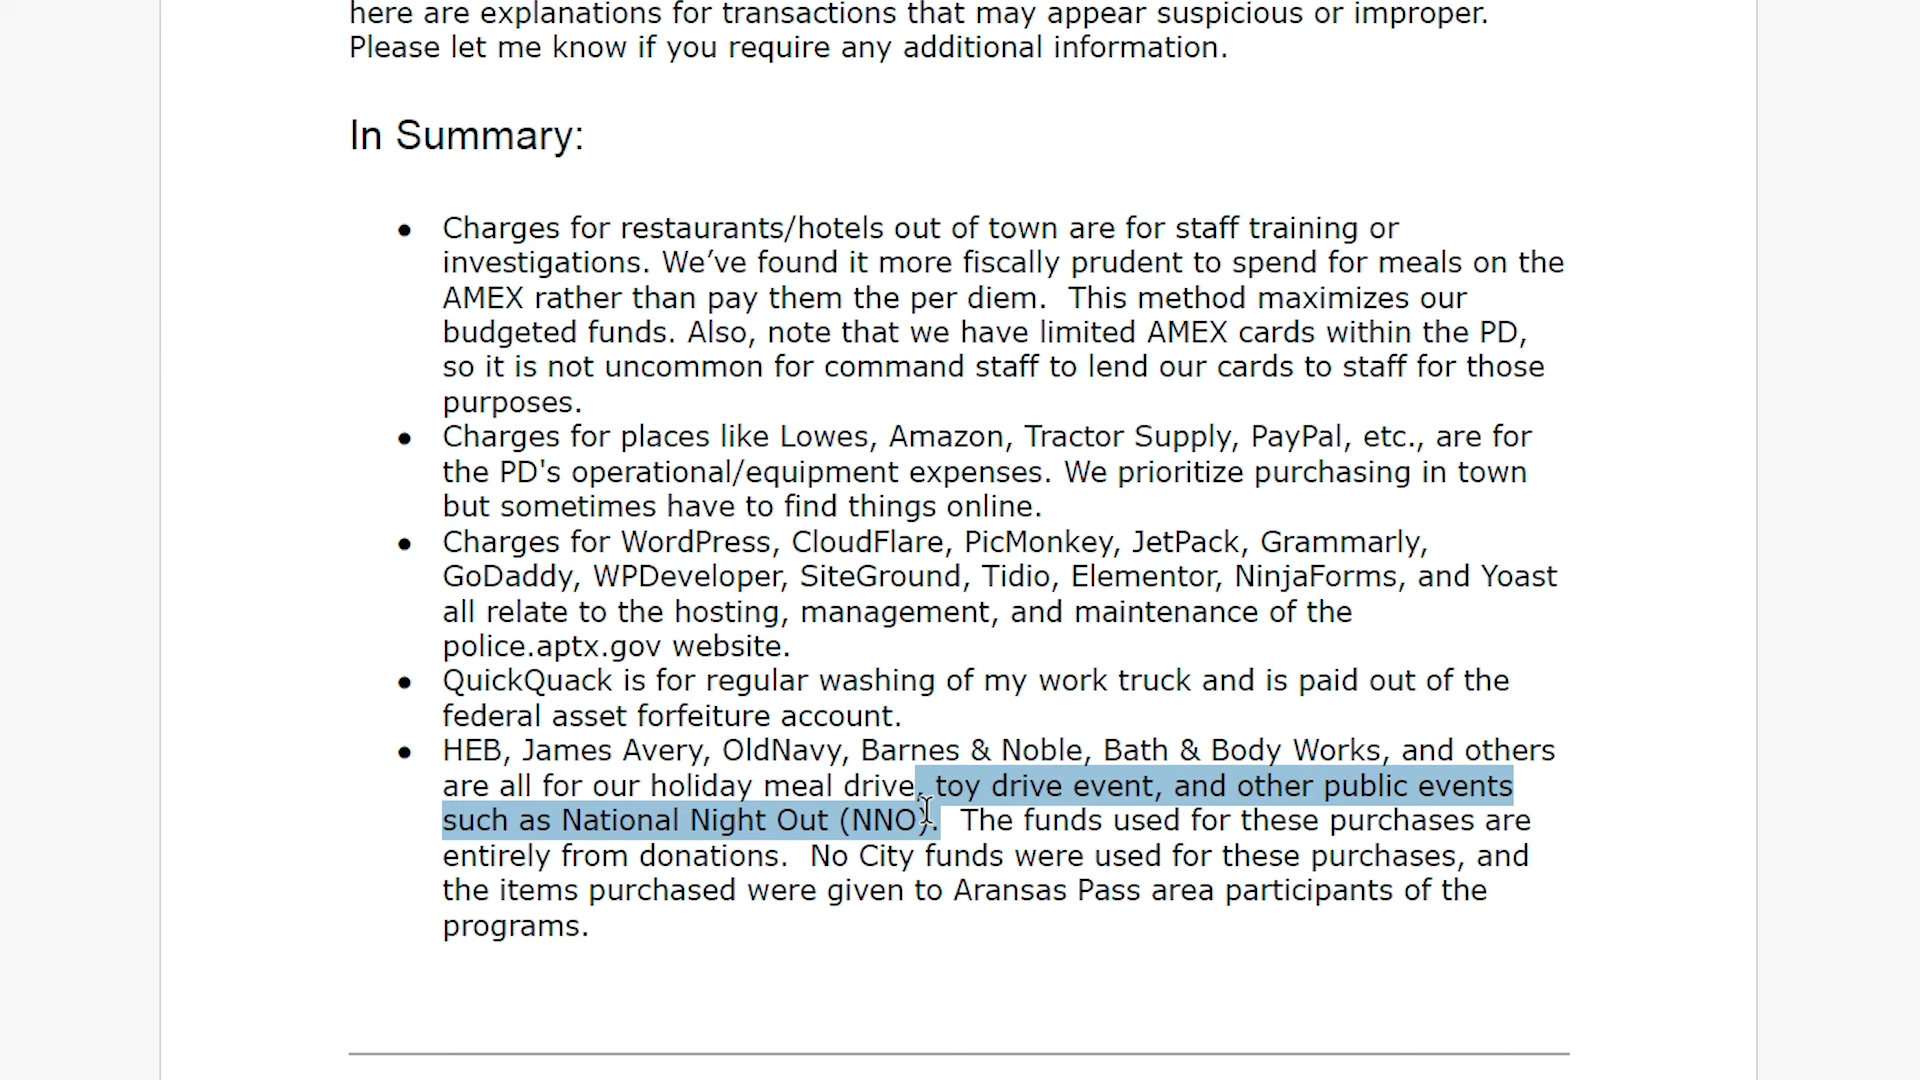 here are explanations for transactions that may appear suspicious or improper.
Please let me know if you require any additional information.
In Summary:
● Charges for restaurants/hotels out of town are for staff training or
investigations. We’ve found it more fiscally prudent to spend for meals on the
AMEX rather than pay them the per diem.  This method maximizes our
budgeted funds. Also, note that we have limited AMEX cards within the PD,
so it is not uncommon for command staff to lend our cards to staff for those
purposes.
● Charges for places like Lowes, Amazon, Tractor Supply, PayPal, etc., are for
the PD's operational/equipment expenses. We prioritize purchasing in town
but sometimes have to find things online.
● Charges for WordPress, CloudFlare, PicMonkey, JetPack, Grammarly,
GoDaddy, WPDeveloper, SiteGround, Tidio, Elementor, NinjaForms, and Yoast
all relate to the hosting, management, and maintenance of the
police.aptx.gov website.
● QuickQuack is for regular washing of my work truck and is paid out of the
federal asset forfeiture account.
● HEB, James Avery, OldNavy, Barnes & Noble, Bath & Body Works, and others
are all for our holiday meal drive, toy drive event, and other public events
such as National Night Out (NNO).  The funds used for these purchases are
entirely from donations.  No City funds were used for these purchases, and
the items purchased were given to Aransas Pass area participants of the
programs.